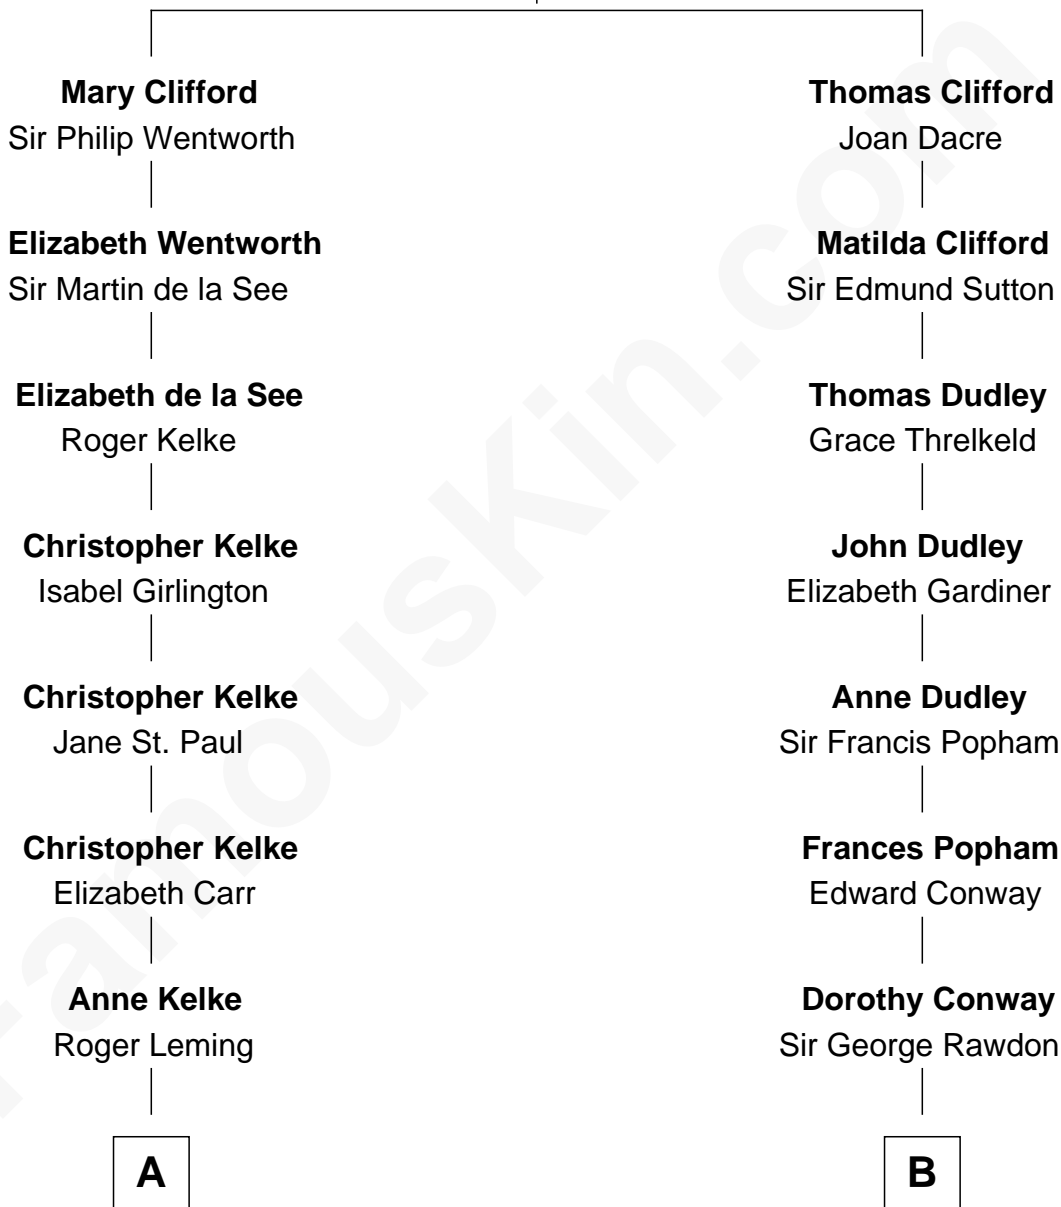 Mary Clifford
Sir Philip Wentworth
Elizabeth Wentworth
Sir Martin de la See
Elizabeth de la See
Roger Kelke
Christopher Kelke
Isabel Girlington
Christopher Kelke
Jane St. Paul
Christopher Kelke
Elizabeth Carr
Anne Kelke
Roger Leming
A
Thomas Clifford
Joan Dacre
Matilda Clifford
Sir Edmund Sutton
Thomas Dudley
Grace Threlkeld
John Dudley
Elizabeth Gardiner
Anne Dudley
Sir Francis Popham
Frances Popham
Edward Conway
Dorothy Conway
Sir George Rawdon
B
FamousKin.com